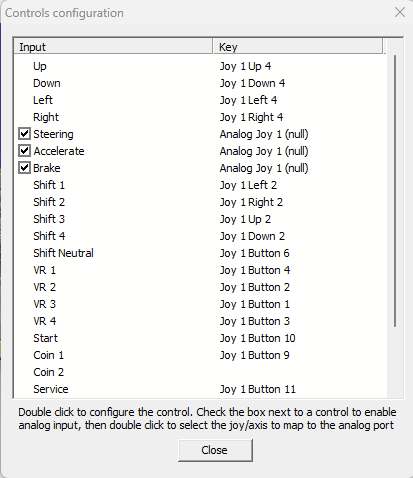 Controls configuration
Input Key
Up Joy 1 Up 4
Down Joy 1 Down 4
Left Joy 1 Left 4
Right Joy 1 Right 4
Steering Analog Joy 1 (null)
Accelerate Analog Joy 1 (null)
Brake Analog Joy 1 (null)
Shift 1 Joy 1 Left 2
Shift 2 Joy 1 Right 2
Shift 3 Joy 1 Up 2
Shift 4 Joy 1 Down 2
Shift Neutral Joy 1 Button 6
VR 1 Joy 1 Button 4
VR 2 Joy 1 Button 2
VR 3 Joy 1 Button 1
VR 4 Joy 1 Button 3
Start Joy 1 Button 10
Coin 1 Joy 1 Button 9
Coin 2
Service Joy 1 Button 11
Double click to configure the control. Check the box next to a control to enable
analog input, then double click to select the joy/axis to map to the analog port
Close